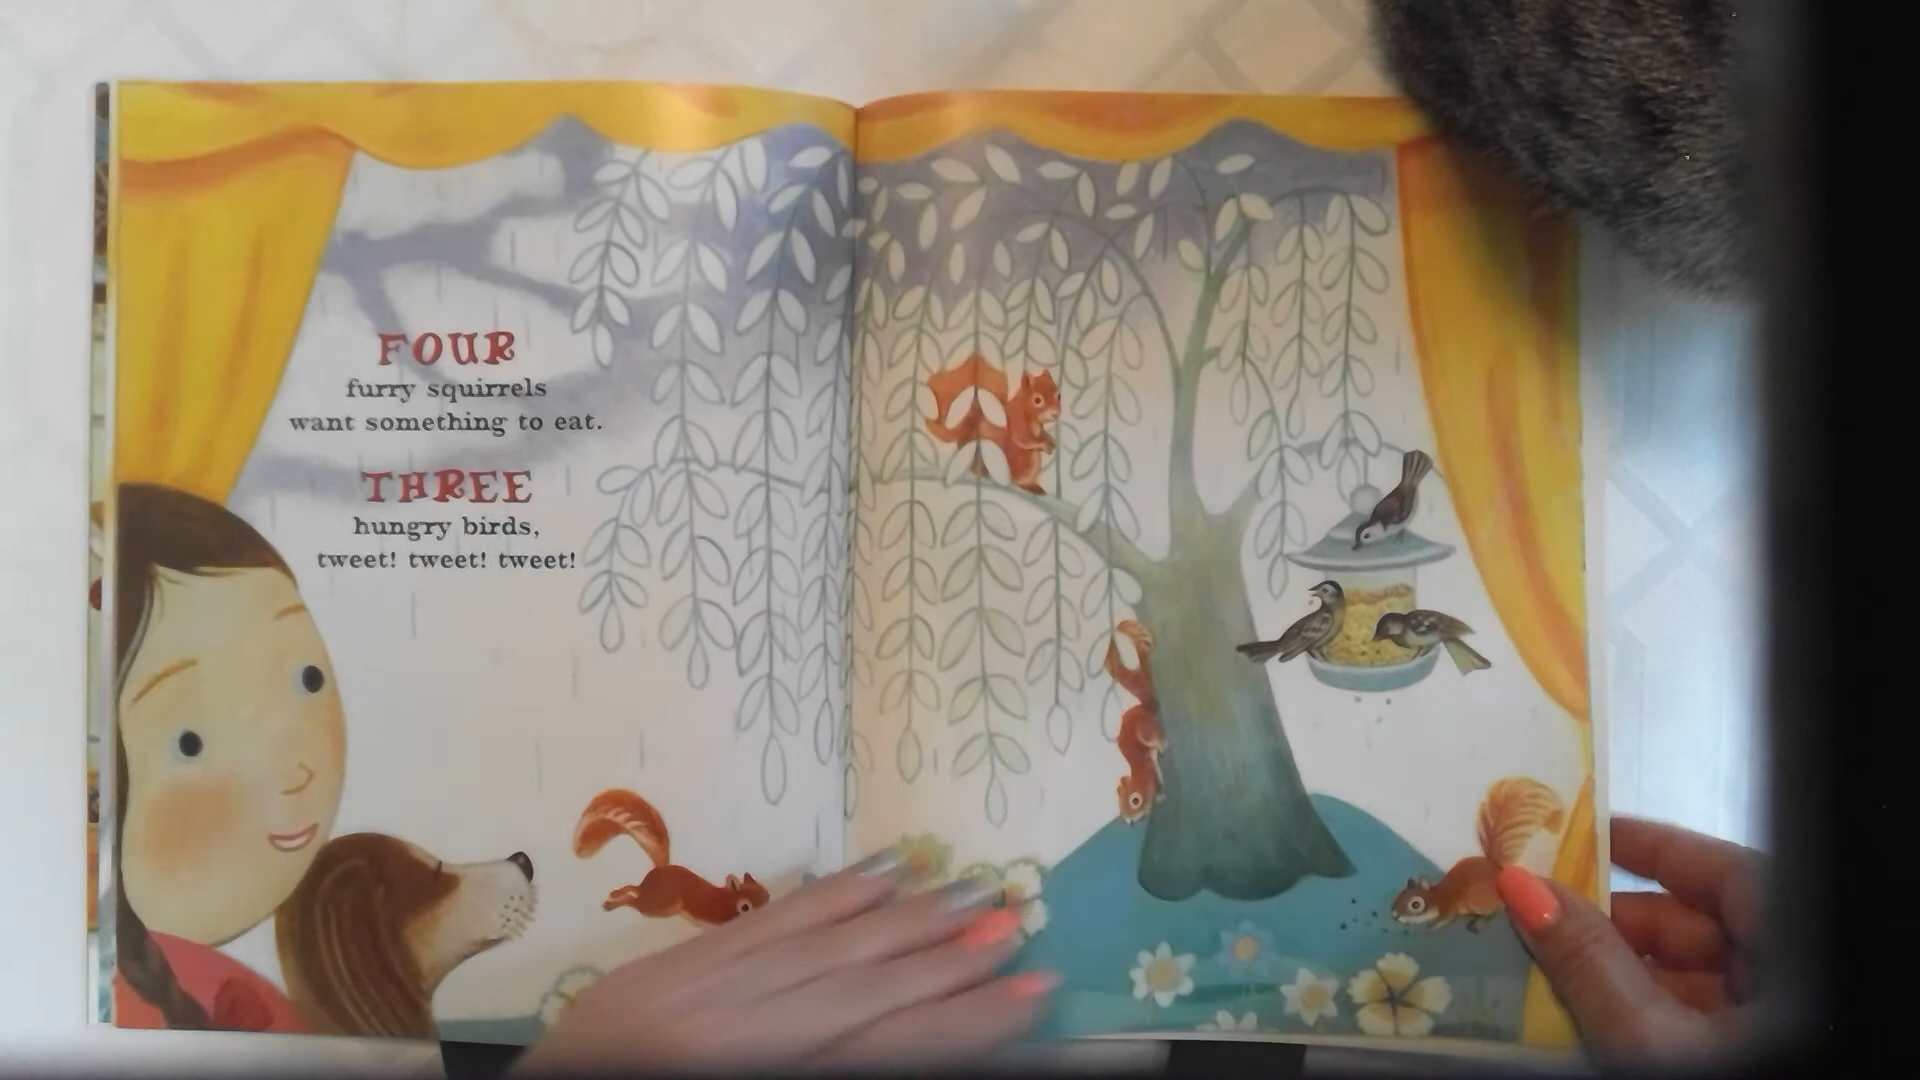 FOUR
furry squirrels
want something to eat.
THREE
hungry birds,
tweet! tweet! tweet!